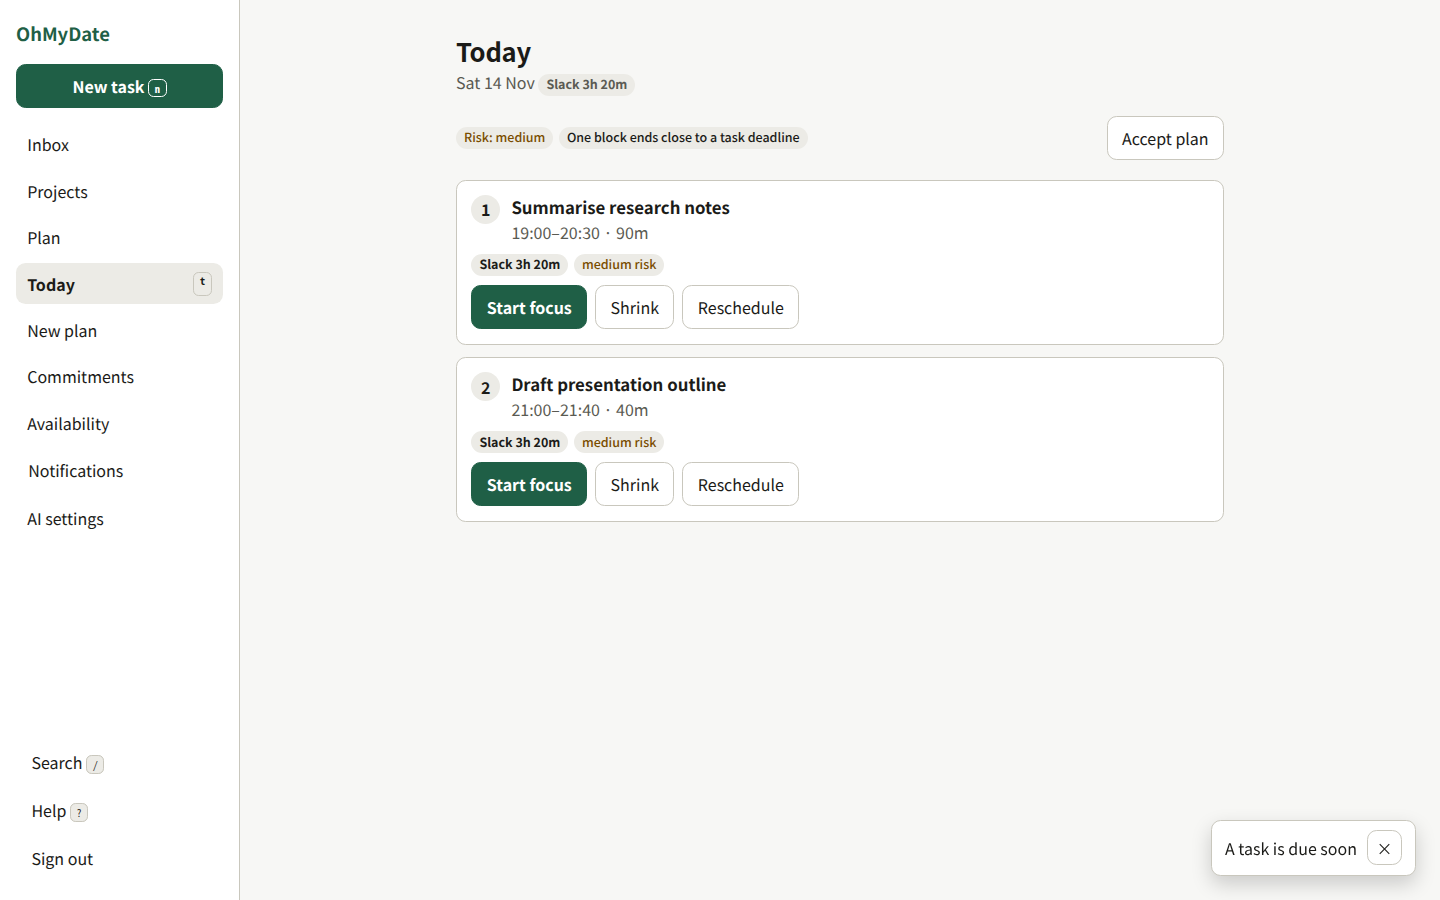 OhMyDate
New task n
Inbox
Projects
Plan
Today t
New plan
Commitments
Availability
Notifications
AI settings
Search /
Help ?
Sign out
Today
Sat 14 Nov Slack 3h 20m
Risk: medium One block ends close to a task deadline
Accept plan
1 Summarise research notes
19:00–20:30 · 90m
Slack 3h 20m medium risk
Start focus Shrink Reschedule
2 Draft presentation outline
21:00–21:40 · 40m
Slack 3h 20m medium risk
Start focus Shrink Reschedule
A task is due soon